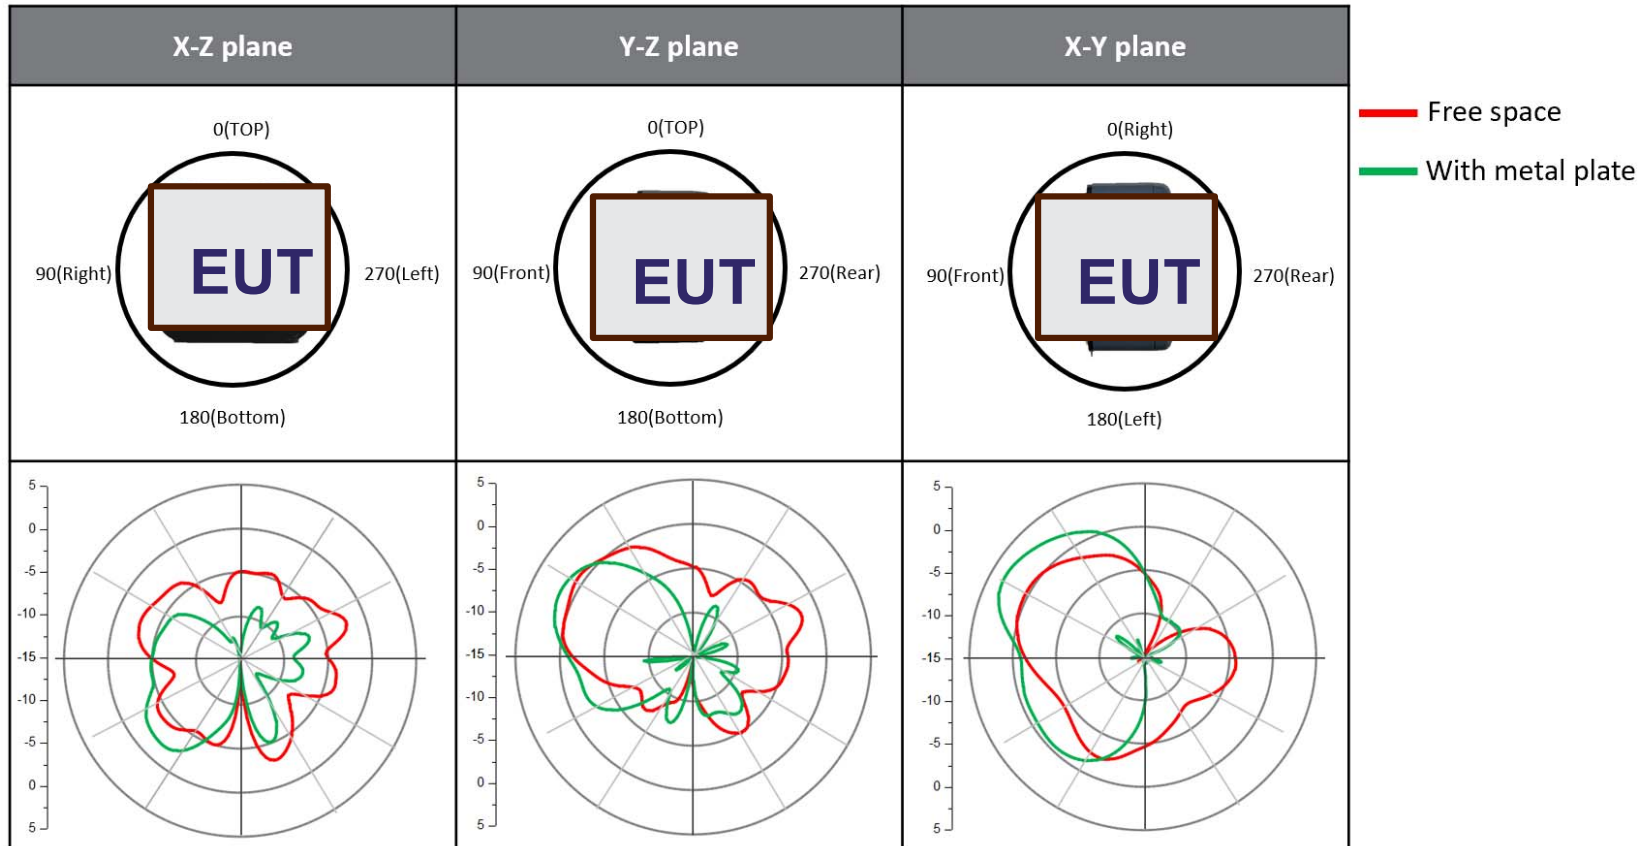 X-Z plane
Y-Z plane
X-Y plane
Free space
With metal plate
0(TOP)
90(Right)
EUT
270(Left)
180(Bottom)
0(TOP)
90(Front)
EUT
270(Rear)
180(Bottom)
0(Right)
90(Front)
EUT
270(Rear)
180(Left)
5
0
-5
-10
-15
-10
-5
0
5
5
0
-5
-10
-15
-10
-5
0
5
5
0
-5
-10
-15
-10
-5
0
5